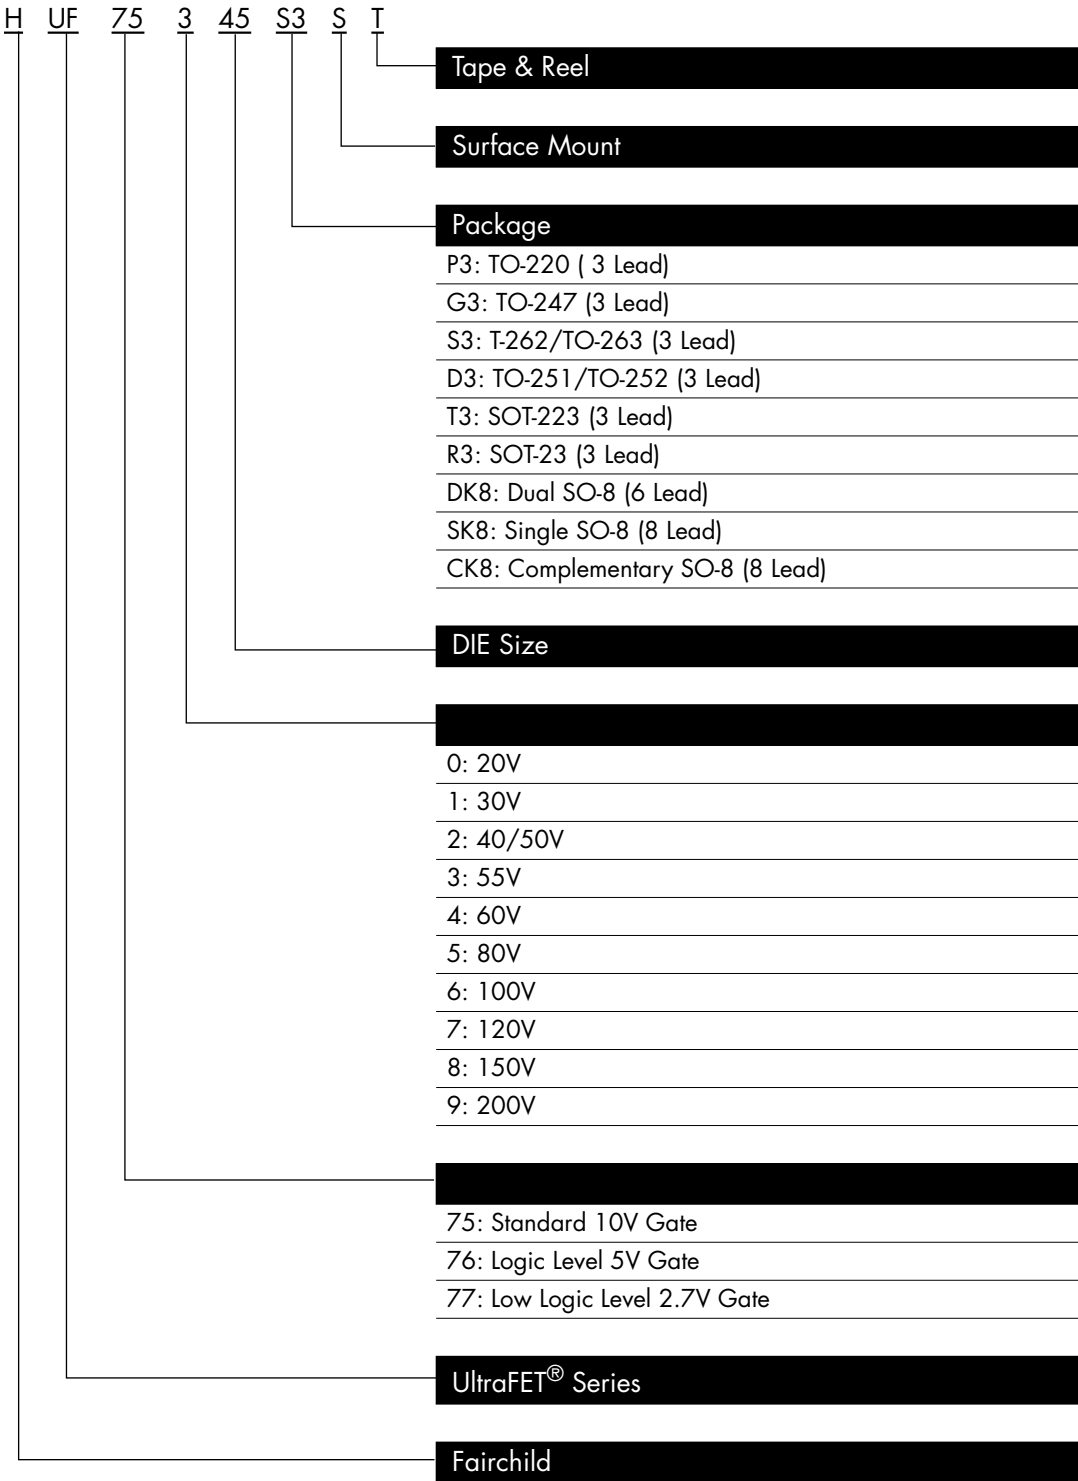 H UF 75 3 45 S3 S T
Tape & Reel
Surface Mount
Package
P3: TO-220 ( 3 Lead)
G3: TO-247 (3 Lead)
S3: T-262/TO-263 (3 Lead)
D3: TO-251/TO-252 (3 Lead)
T3: SOT-223 (3 Lead)
R3: SOT-23 (3 Lead)
DK8: Dual SO-8 (6 Lead)
SK8: Single SO-8 (8 Lead)
CK8: Complementary SO-8 (8 Lead)
DIE Size
0: 20V
1: 30V
2: 40/50V
3: 55V
4: 60V
5: 80V
6: 100V
7: 120V
8: 150V
9: 200V
75: Standard 10V Gate
76: Logic Level 5V Gate
77: Low Logic Level 2.7V Gate
UltraFET® Series
Fairchild